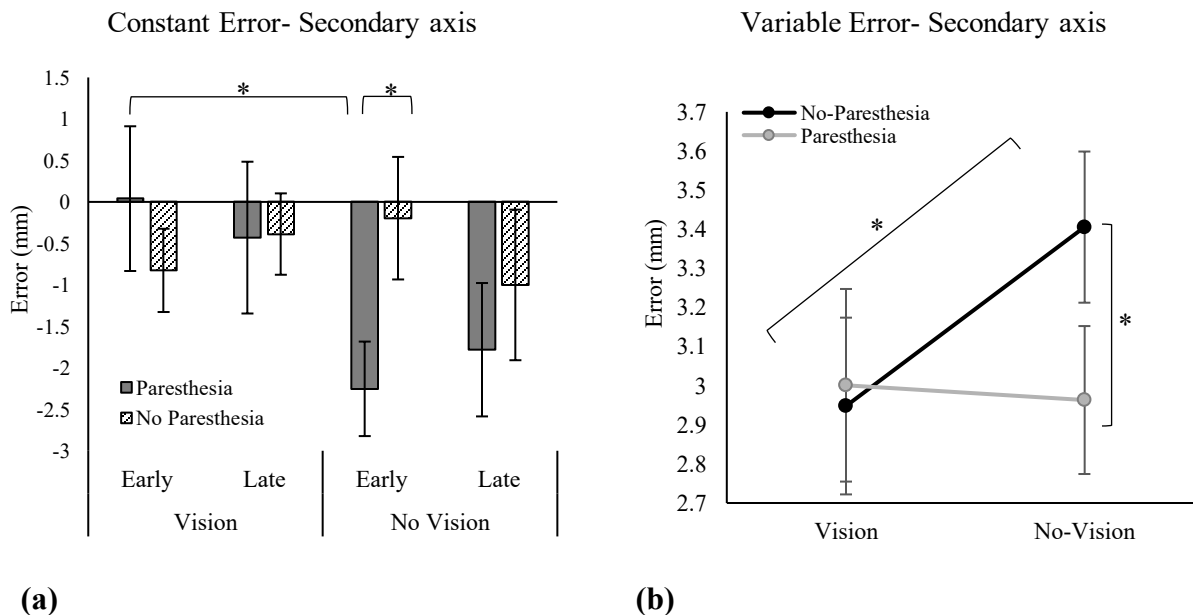 Constant Error- Secondary axis
*
*
Error (mm)
1.5
1
0.5
0
-0.5
-1
-1.5
-2
-2.5
-3
Paresthesia
No Paresthesia
Early
Late
Early
Late
Vision
No Vision
(a)
Variable Error- Secondary axis
No-Paresthesia
Paresthesia
*
*
Error (mm)
3.7
3.6
3.5
3.4
3.3
3.2
3.1
3
2.9
2.8
2.7
Vision
No-Vision
(b)